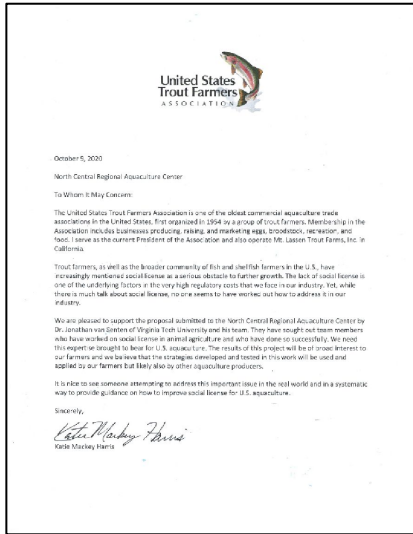 United States
Trout Farmers
ASSOCIATION
October 5, 2020
North Central Regional Aquaculture Center
To Whom It May Concern:
The United States Trout Farmers Association is one of the oldest commercial aquaculture trade
associations in the United States, first organized in 1954 by a group of trout farmers. Membership in the
Association includes businesses producing, raising, and marketing eggs, broodstock, recreation, and
food. I serve as the current President of the Association and also operate Mt. Lassen Trout Farms, Inc. in
California.
Trout farmers, as well as the broader community of fish and shellfish farmers in the U.S., have
increasingly mentioned social license as a serious obstacle to further growth. The lack of social license is
one of the underlying factors in the very high regulatory costs that we face in our industry. Yet, while
there is much talk about social license, no one seems to have worked out how to address it in our
industry.
We are pleased to support the proposal submitted to the North Central Regional Aquaculture Center by
Dr. Jonathan van Senten of Virginia Tech University and his team. They have sought out team members
who have worked on social license in animal agriculture and who have done so successfully. We need
this expertise brought to bear for U.S. aquaculture. The results of this project will be of broad interest to
our farmers and we believe that the strategies developed and tested in this work will be used and
applied by our farmers but likely also by other aquaculture producers.
It is nice to see someone attempting to address this important issue in the real world and in a systematic
way to provide guidance on how to improve social license for U.S. aquaculture.
Sincerely,
Katie Mackey Harris
Katie Mackey Harris